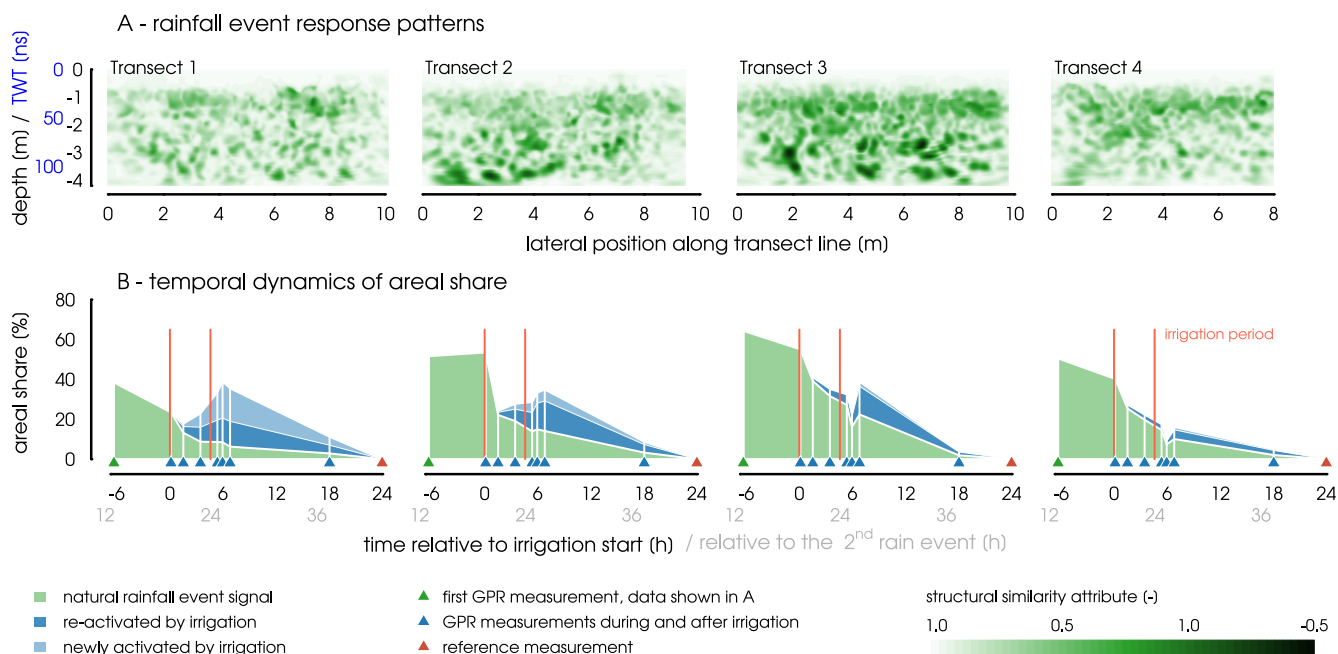 A - rainfall event response patterns
Transect 1
Transect 2
Transect 3
Transect 4
depth (m) / TWT (ns)
0 0
-1
50
-2
-3
100
-4
0 2 4 6 8 10
0 2 4 6 8 10
0 2 4 6 8 10
0 2 4 6 8
lateral position along transect line (m)
B - temporal dynamics of areal share
areal share (%)
80
60
40
20
0
irrigation period
-6 0 6 12 18 24
-6 0 6 12 18 24
-6 0 6 12 18 24
-6 0 6 12 18 24
12 24 36
12 24 36
12 24 36
12 24 36
time relative to irrigation start (h) / relative to the 2nd rain event (h)
natural rainfall event signal
re-activated by irrigation
newly activated by irrigation
first GPR measurement, data shown in A
GPR measurements during and after irrigation
reference measurement
structural similarity attribute (-)
1.0 0.5 1.0 -0.5